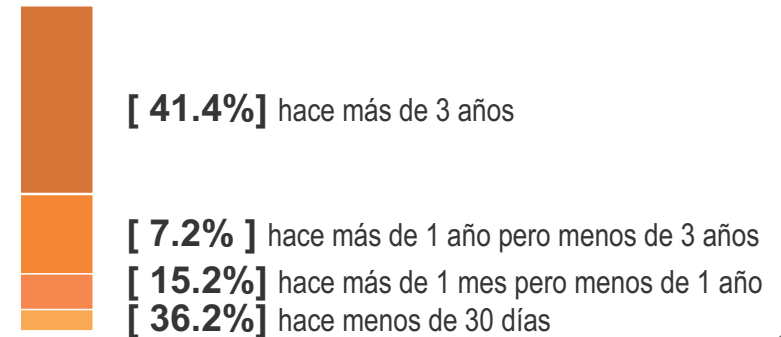 [ 41.4%] hace más de 3 años
[ 7.2% ] hace más de 1 año pero menos de 3 años
[ 15.2%] hace más de 1 mes pero menos de 1 año
[ 36.2%] hace menos de 30 días